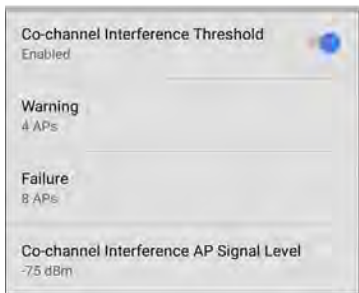 Co-channel Interference Threshold
Enabled
Warning
4 APs
Failure
8 APs
Co-channel Interference AP Signal Level
-75 dBm